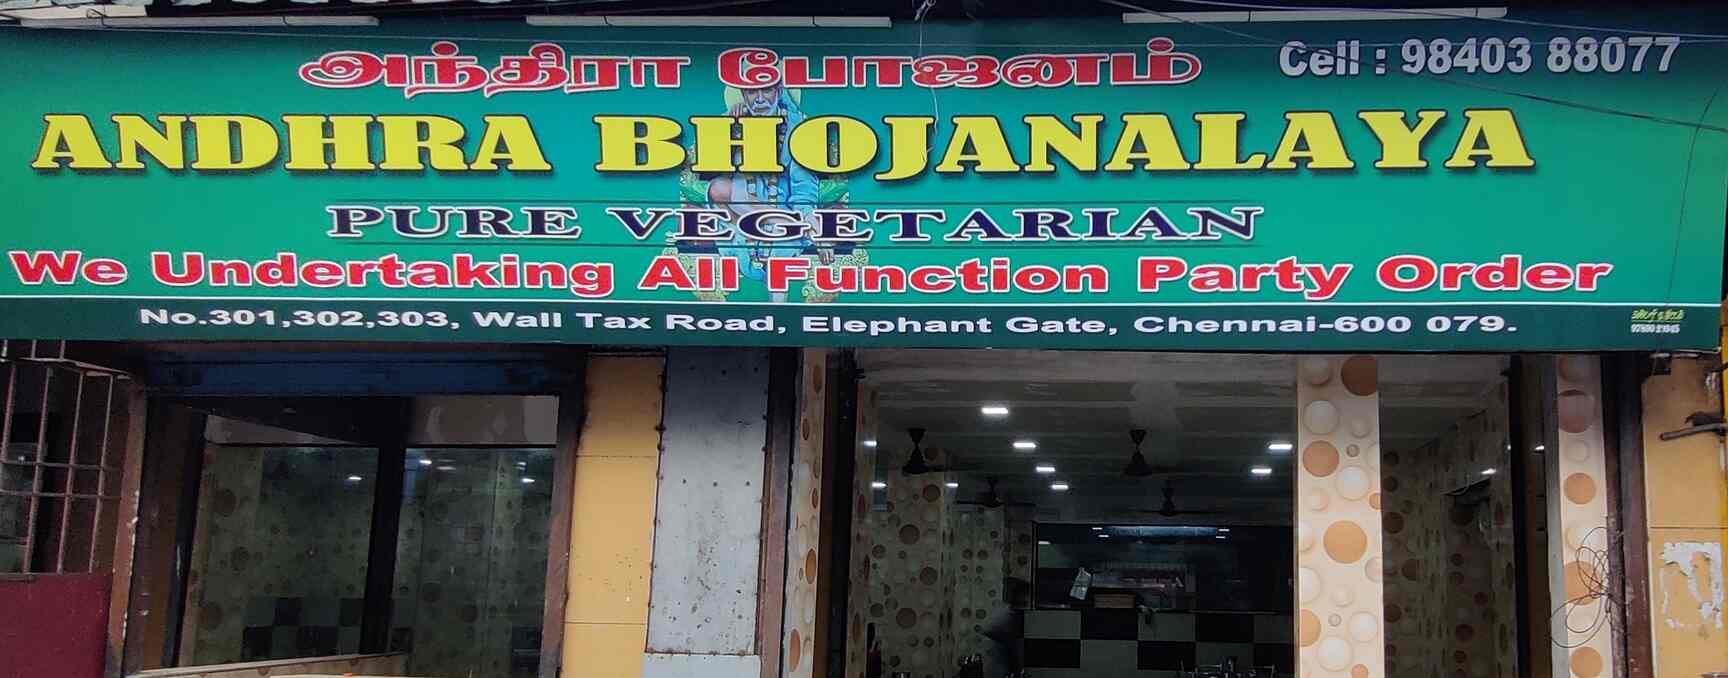 அந்திரா போஜனம்
Cell : 98403 88077
ANDHRA BHOJANALAYA
PURE VEGETARIAN
We Undertaking All Function Party Order
No.301,302,303, Wall Tax Road, Elephant Gate, Chennai-600 079.